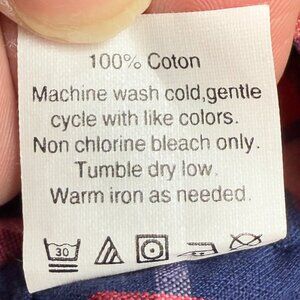 100% Coton
Machine wash cold,gentle
cycle with like colors.
Non chlorine bleach only.
Tumble dry low.
Warm iron as needed.
30